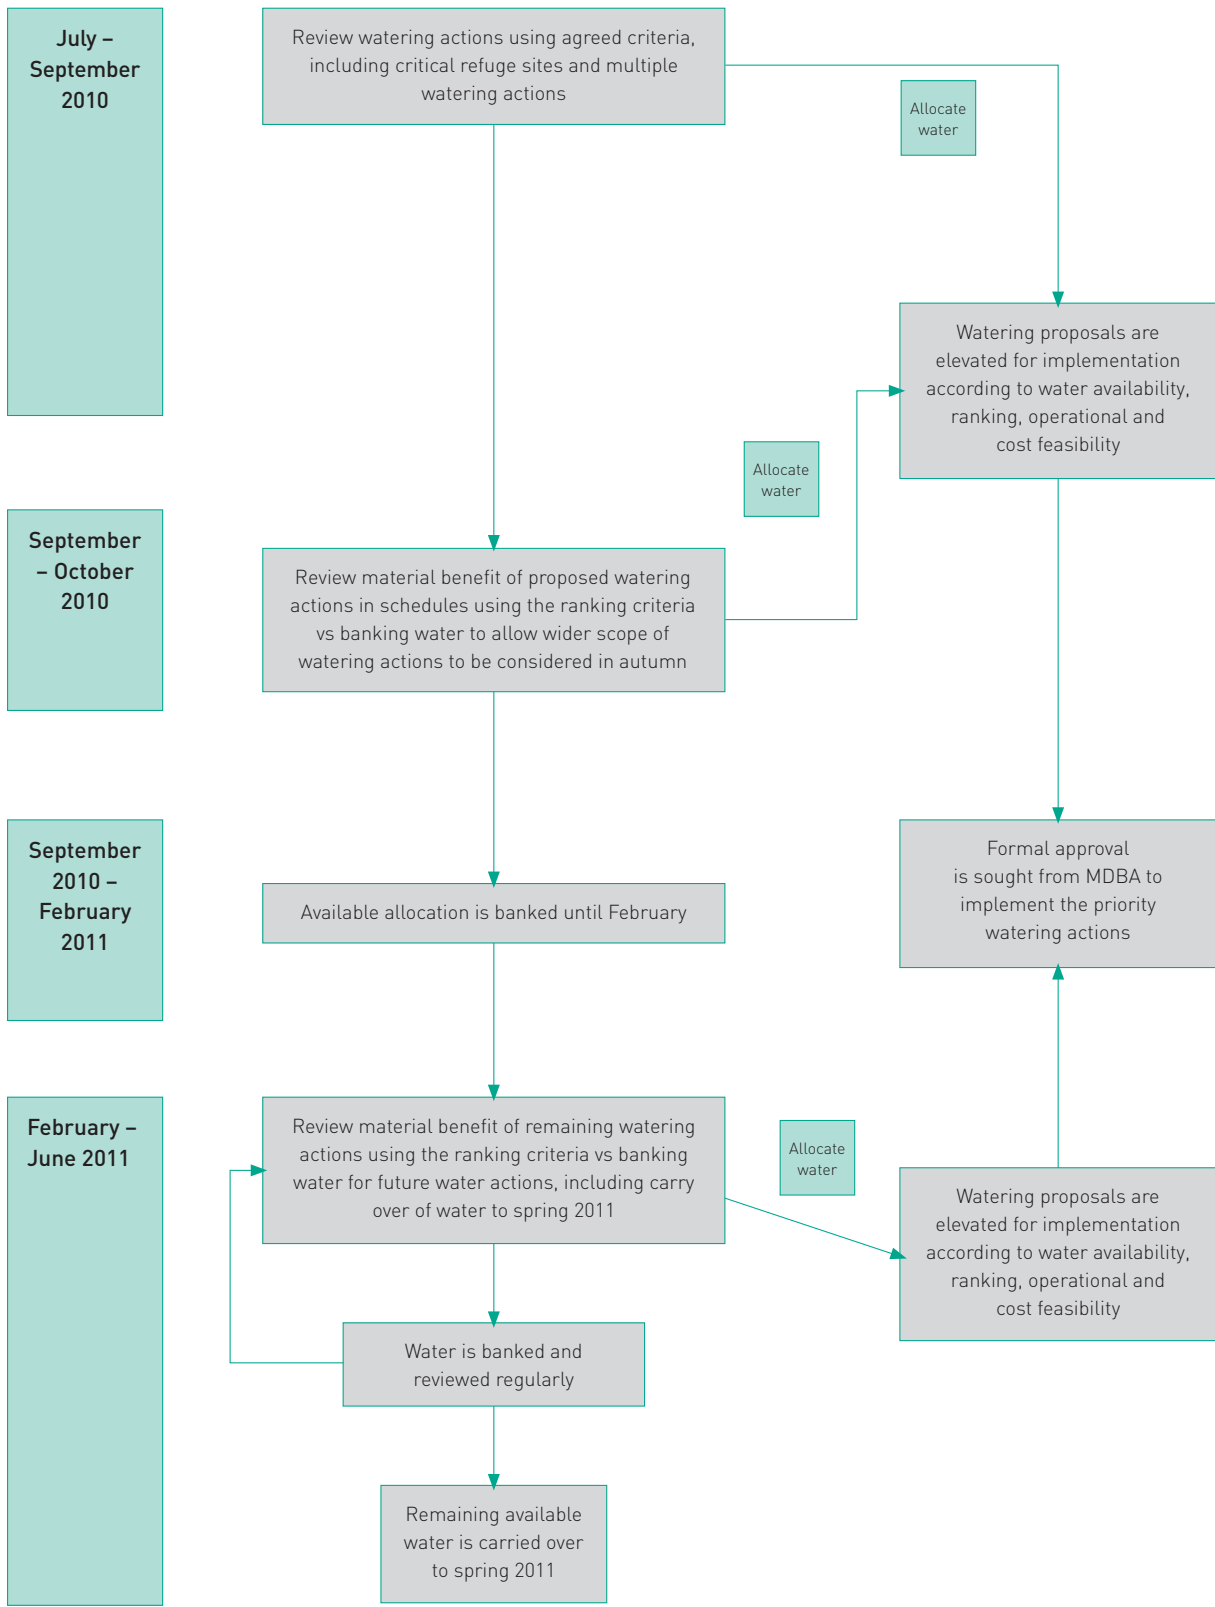 July –
September
2010
Review watering actions using agreed criteria,
including critical refuge sites and multiple
watering actions
Allocate
water
Watering proposals are
elevated for implementation
according to water availability,
ranking, operational and
cost feasibility
Allocate
water
September
– October
2010
Review material benefit of proposed watering
actions in schedules using the ranking criteria
vs banking water to allow wider scope of
watering actions to be considered in autumn
September
2010 –
February
2011
Available allocation is banked until February
Formal approval
is sought from MDBA to
implement the priority
watering actions
February –
June 2011
Review material benefit of remaining watering
actions using the ranking criteria vs banking
water for future water actions, including carry
over of water to spring 2011
Allocate
water
Watering proposals are
elevated for implementation
according to water availability,
ranking, operational and
cost feasibility
Water is banked and
reviewed regularly
Remaining available
water is carried over
to spring 2011